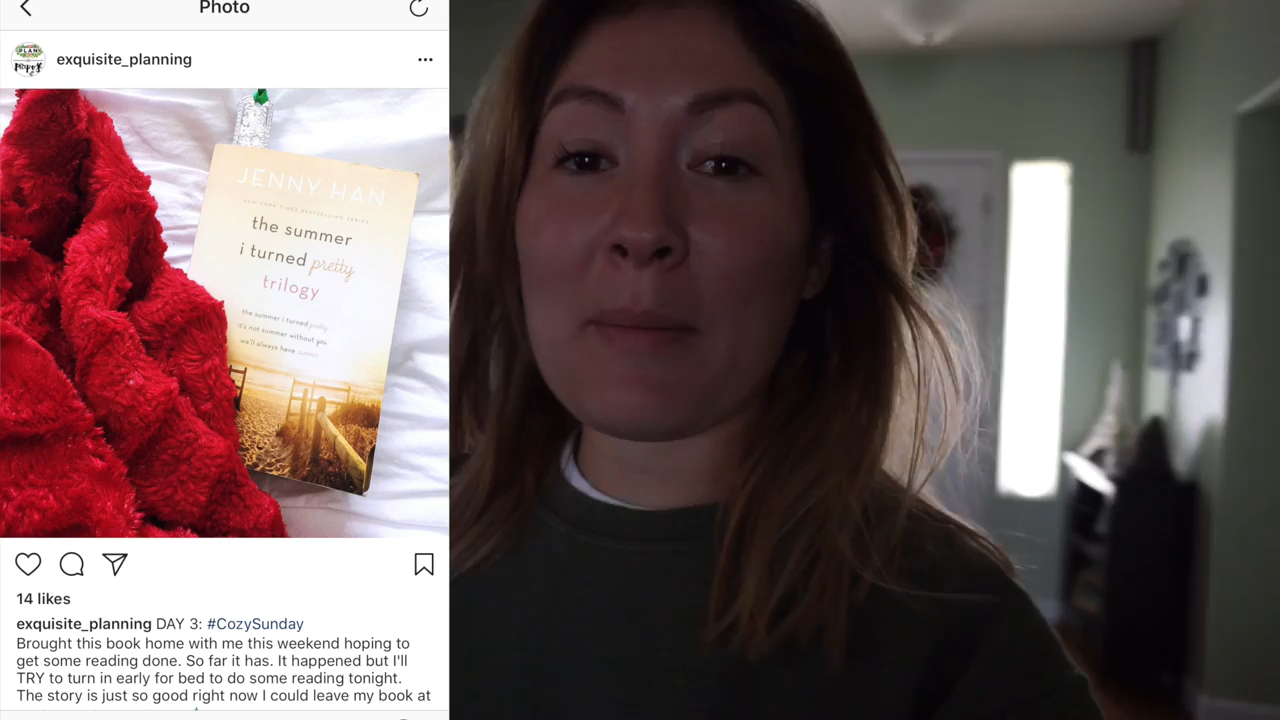 Photo
PLAN
exquisite_planning
JENNY HAN
NEW YORK TIMES BESTSELLING SERIES
the summer
i turned pretty
trilogy
the summer i turned pretty
it's not summer without you
we'll always have summer
14 likes
exquisite_planning DAY 3: #CozySunday
Brought this book home with me this weekend hoping to
get some reading done. So far it has. It happened but I'll
TRY to turn in early for bed to do some reading tonight.
The story is just so good right now I could leave my book at